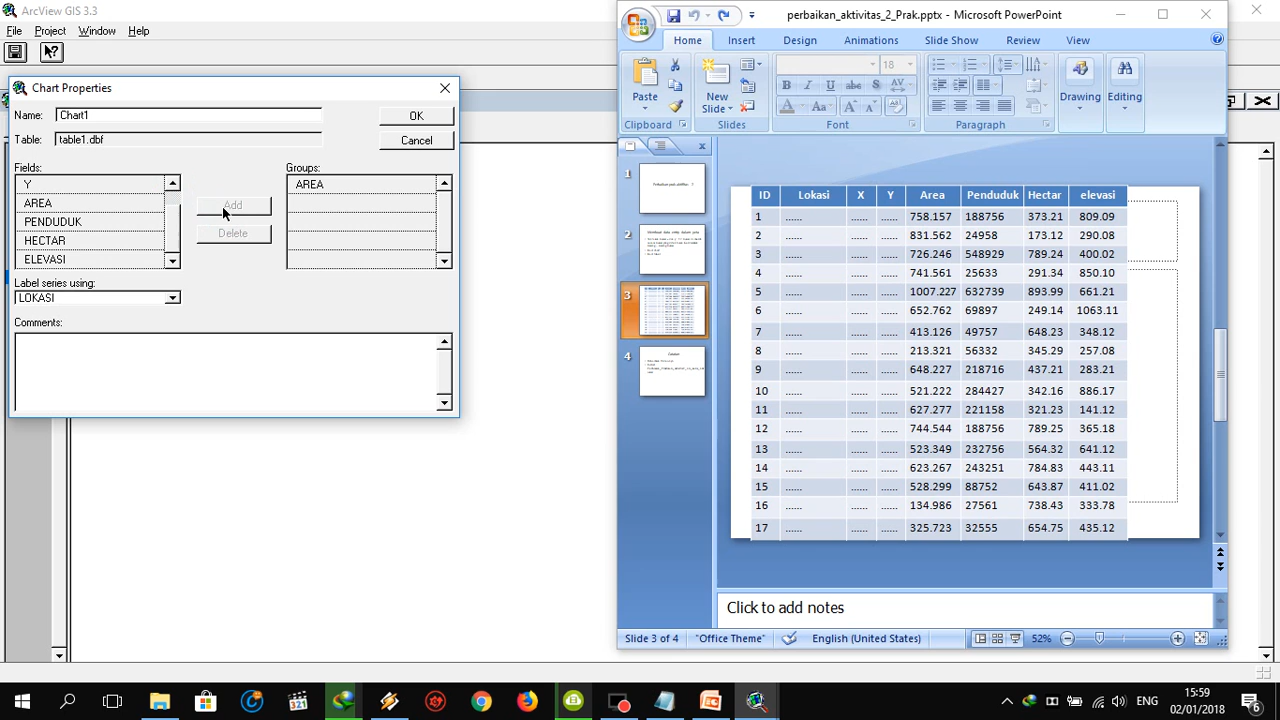 ArcView GIS 3.3
File Project Window Help
Chart Properties
Name: Chart1
table1.dbf
OK
Cancel
Fields:
Y
AREA
PENDUDUK
HECTAR
ELEVASI
Add
Delete
Groups:
AREA
Label series using:
LOKASI
Comments:
perbaikan_aktivitas_2_Prak.pptx - Microsoft PowerPoint
Home Insert Design Animations Slide Show Review View
Paste
Clipboard
New Slide
Slides
18
Font
Paragraph
Drawing
Editing
1
2
3
4
ID Lokasi X Y Area Penduduk Hectar elevasi
1 ...... ...... ...... 758.157 188756 373.21 809.09
2 ...... ...... ...... 831.562 24958 173.12 290.08
3 ...... ...... ...... 726.246 548929 789.24 400.02
4 ...... ...... ...... 741.561 25633 291.34 850.10
5 ...... ...... ...... 1007.227 632739 893.99 661.21
6 ...... ...... ...... 652.762 69897 249.14 1063.11
7 ...... ...... ...... 413.126 49757 648.23 348.12
8 ...... ...... ...... 213.321 56332 345.29 257.08
9 ...... ...... ...... 648.227 218716 437.21 283.21
10 ...... ...... ...... 521.222 284427 342.16 886.17
11 ...... ...... ...... 627.277 221158 321.23 141.12
12 ...... ...... ...... 744.544 188756 789.25 365.18
13 ...... ...... ...... 523.349 232756 564.32 641.12
14 ...... ...... ...... 623.267 243251 784.83 443.11
15 ...... ...... ...... 528.299 88752 643.87 411.02
16 ...... ...... ...... 134.986 27561 738.43 333.78
17 ...... ...... ...... 325.723 32555 654.75 435.12
Click to add notes
Slide 3 of 4 "Office Theme" English (United States) 52%
ENG
15:59
02/01/2018
6